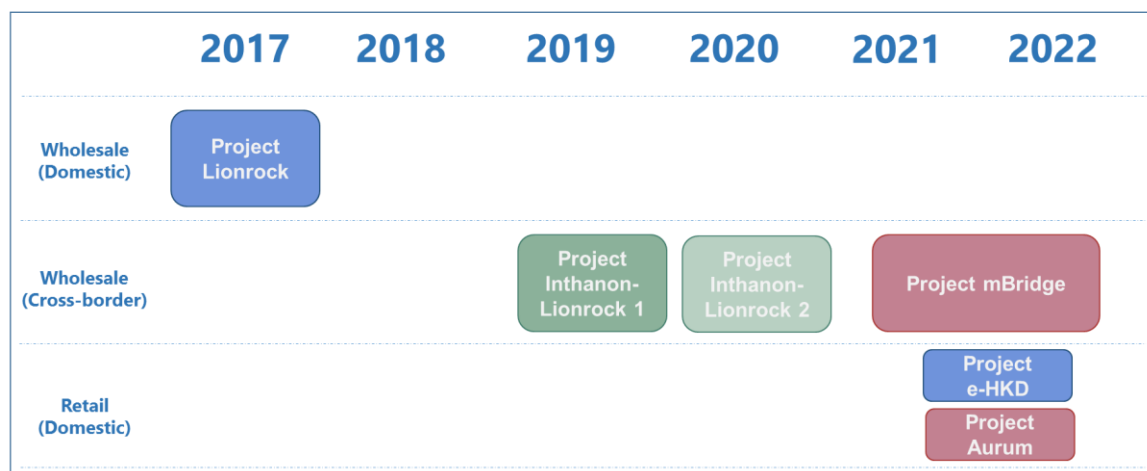 2017 2018 2019 2020 2021 2022
Wholesale
(Domestic)
Project
Lionrock
Wholesale
(Cross-border)
Project
Inthanon-
Lionrock 1
Project
Inthanon-
Lionrock 2
Project mBridge
Retail
(Domestic)
Project
e-HKD
Project
Aurum